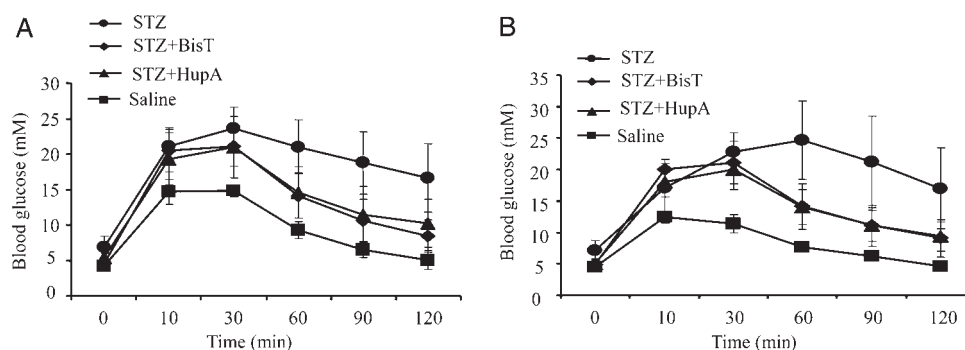 A
STZ
STZ+BisT
STZ+HupA
Saline
Blood glucose (mM)
30
25
20
15
10
5
0
0 10 30 60 90 120
Time (min)
B
STZ
STZ+BisT
STZ+HupA
Saline
Blood glucose (mM)
35
30
25
20
15
10
5
0
0 10 30 60 90 120
Time (min)